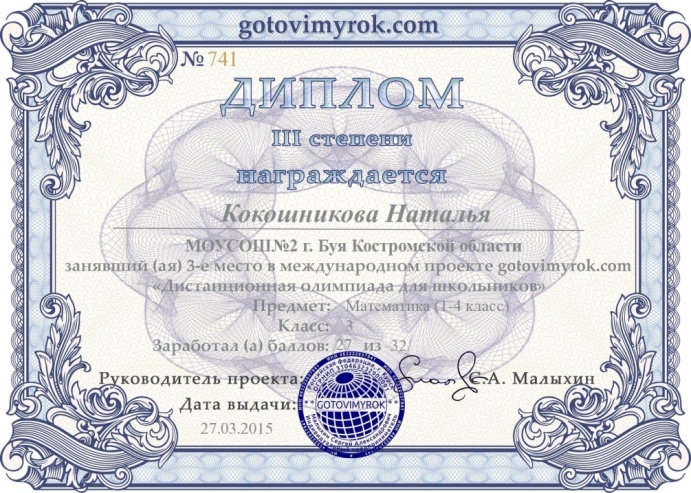 gotovimyrok.com
№ 741
ДИПЛОМ
III степени
награждается
Кокошникова Наталья
МОУСОШ№2 г. Буя Костромской области
занявший (ая) 3-е место в международном проекте gotovimyrok.com
«Дистанционная олимпиада для школьников»
Предмет: Математика (1-4 класс)
Класс: 3
Заработал (а) баллов: 27 из 32
Руководитель проекта: С.А. Малыхин
GOTOVIMYROK
Дата выдачи:
27.03.2015